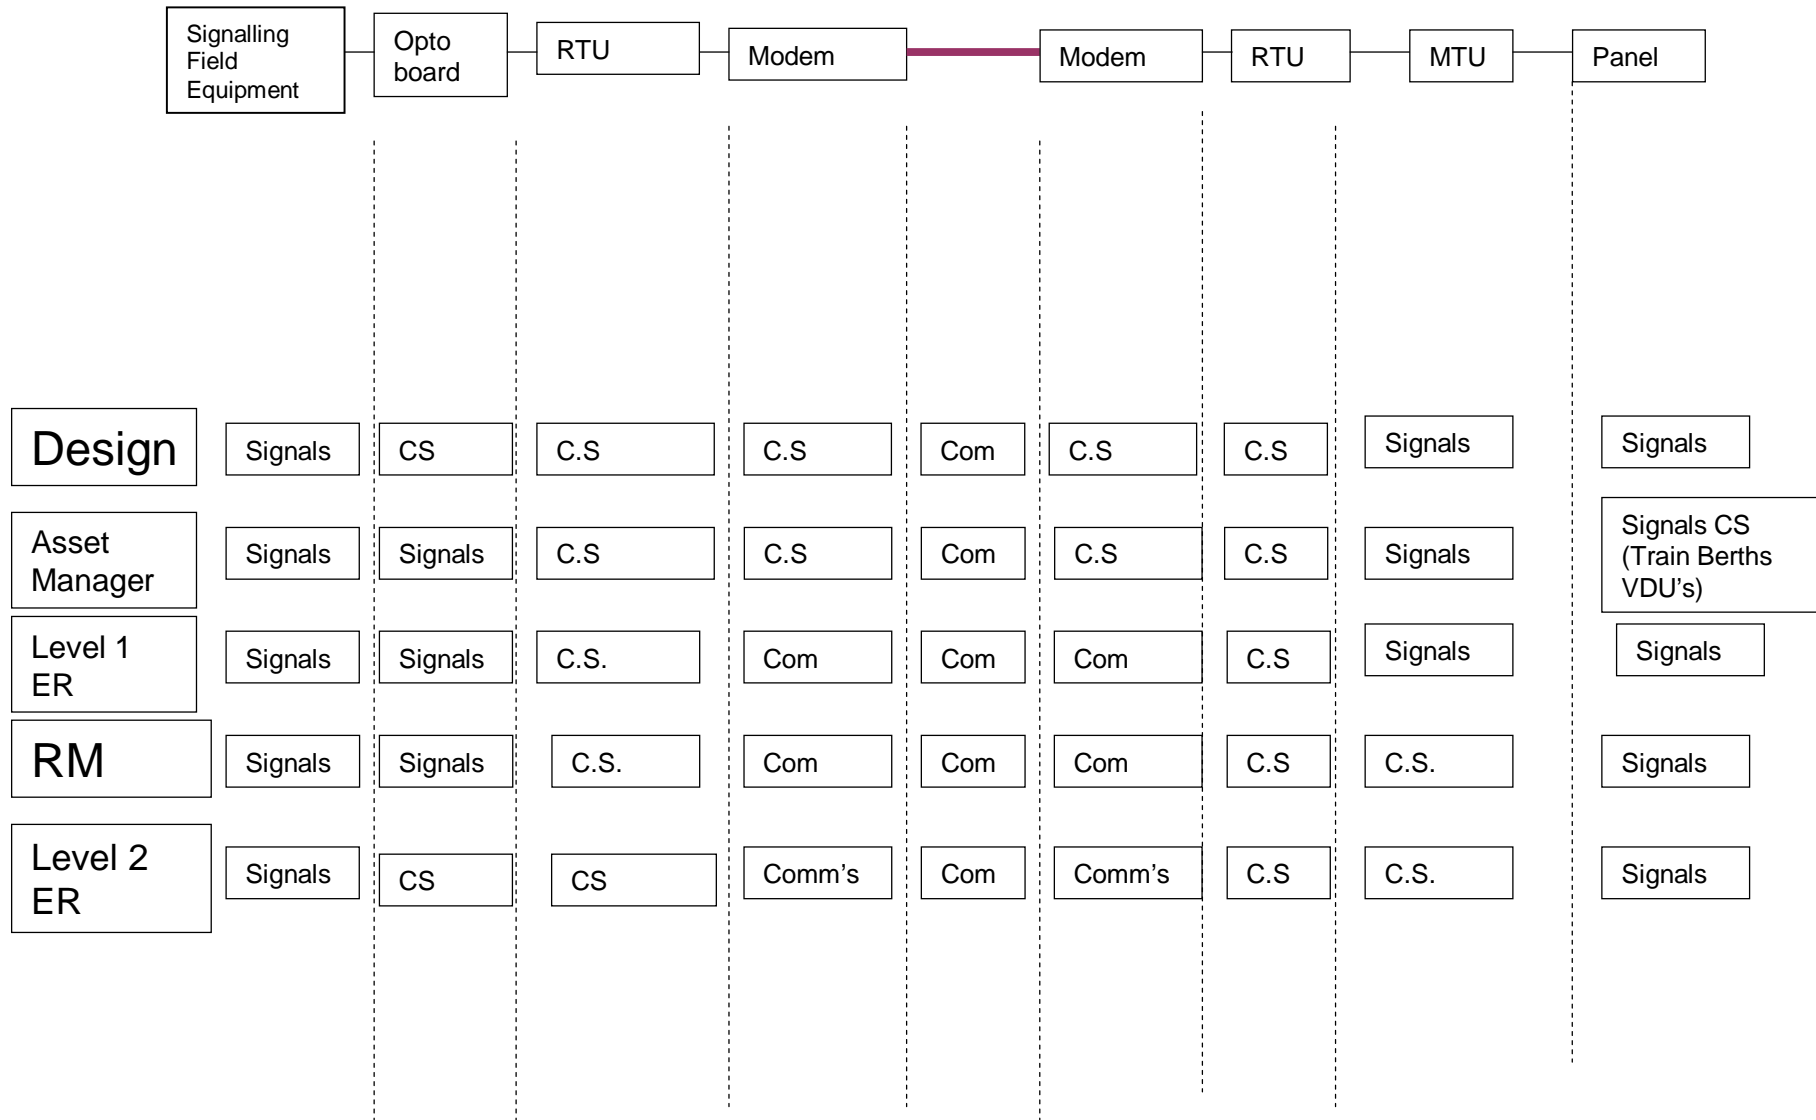 Signalling
Field
Equipment
Opto
board
RTU
Modem
Modem
RTU
MTU
Panel
Design
Signals
CS
C.S
C.S
Com
C.S
C.S
Signals
Signals
Asset
Manager
Signals
Signals
C.S
C.S
Com
C.S
C.S
Signals
Signals CS
(Train Berths
VDU's)
Level 1
ER
Signals
Signals
C.S.
Com
Com
Com
C.S
Signals
Signals
RM
Signals
Signals
C.S.
Com
Com
Com
C.S
C.S.
Signals
Level 2
ER
Signals
CS
CS
Comm's
Com
Comm's
C.S
C.S.
Signals